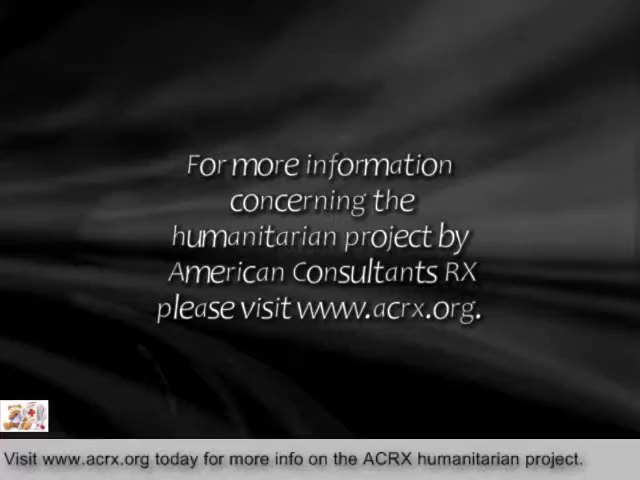 For more information
concerning the
humanitarian project by
American Consultants RX
please visit www.acrx.org.
Visit www.acrx.org today for more info on the ACRX humanitarian project.